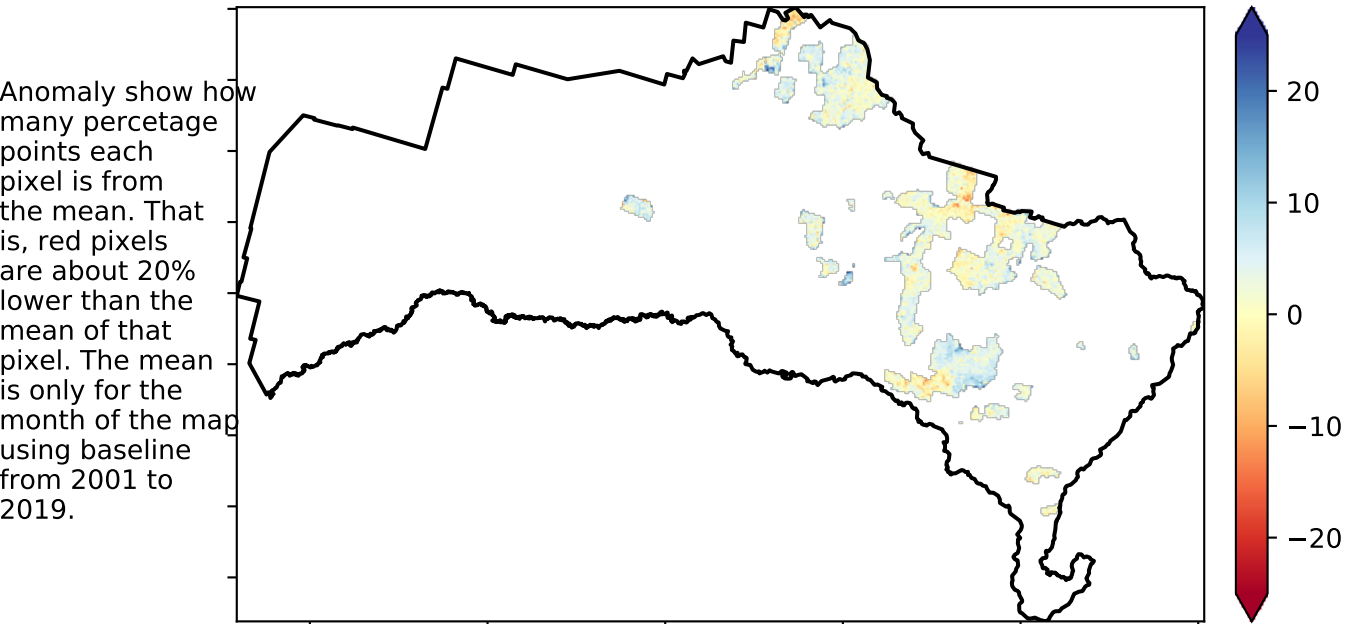 Anomaly show how
many percetage
points each
pixel is from
the mean. That
is, red pixels
are about 20%
lower than the
mean of that
pixel. The mean
is only for the
month of the map
using baseline
from 2001 to
2019.
20
10
0
−10
−20